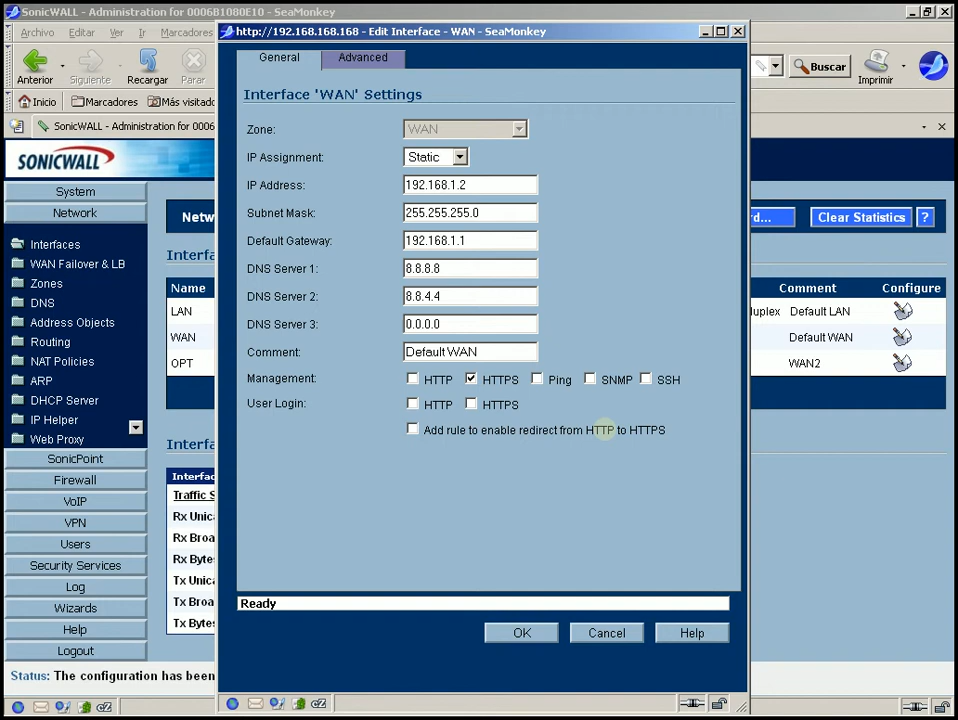 SonicWALL - Administration for 0006B1080E10 - SeaMonkey
Archivo Editar Ver Ir Marcadores
Anterior Siguiente Recargar Parar Buscar Imprimir
Inicio Marcadores Más visitado
SonicWALL - Administration for 0006
SONICWALL
System
Network
Interfaces
WAN Failover & LB
Zones
DNS
Address Objects
Routing
NAT Policies
ARP
DHCP Server
IP Helper
Web Proxy
SonicPoint
Firewall
VoIP
VPN
Users
Security Services
Log
Wizards
Help
Logout
Netw
d... Clear Statistics ?
Interfa
Name Comment Configure
LAN uplex Default LAN
WAN Default WAN
OPT WAN2
Interfa
Interfac
Traffic S
Rx Unic
Rx Broa
Rx Bytes
Tx Unica
Tx Broa
Tx Bytes
Status: The configuration has been
http://192.168.168.168 - Edit Interface - WAN - SeaMonkey
General Advanced
Interface 'WAN' Settings
Zone: WAN
IP Assignment: Static
IP Address: 192.168.1.2
Subnet Mask: 255.255.255.0
Default Gateway: 192.168.1.1
DNS Server 1: 8.8.8.8
DNS Server 2: 8.8.4.4
DNS Server 3: 0.0.0.0
Comment: Default WAN
Management: HTTP HTTPS Ping SNMP SSH
User Login: HTTP HTTPS
Add rule to enable redirect from HTTP to HTTPS
Ready
OK Cancel Help